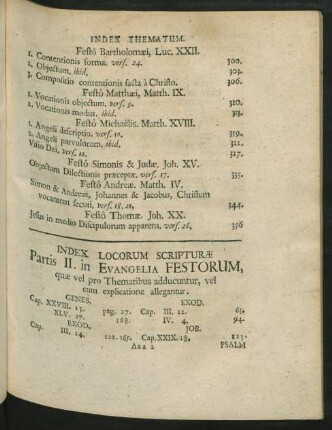 INDEX THEMATUM.
Festô Bartholomæi, Luc. XXII.
1. Contentionis forma. vers. 24. 300.
2. Objectum. ibid. 303.
3. Compositio contentionis facta à Christo. 306.
Festô Matthæi, Matth. IX.
1. Vocationis objectum. vers. 9. 310.
2. Vocationis modus. ibid. 313.
Festô Michaëlis. Matth. XVIII.
1. Angeli descriptio. vers. 10. 319.
2. Angeli parvulorum, ibid. 322.
Visio Dei, vers. 10. 327.
Festô Simonis & Judæ. Joh. XV.
Objectum Dilectionis præceptæ. vers. 17. 335.
Festô Andreæ. Matth. IV.
Simon & Andreas, Johannes & Jacobus, Christum
vocantem secuti, vers. 18. 21, 344.
Festô Thomæ. Joh. XX.
Jesus in medio Discipulorum apparens. vers. 26. 356
INDEX LOCORUM SCRIPTURÆ
Partis II. in EVANGELIA FESTORUM,
quæ vel pro Thematibus adducuntur, vel
cum explicatione allegantur.
GENES. EXOD.
Cap. XXVIII. 13. pag. 27. Cap. III. 22. 63.
XLV. 27. 168. IV. 4. 94.
EXOD. JOB.
Cap. III. 14. 122. 165. Cap. XXIX. 18. 123.
Aaa 2 PSALM